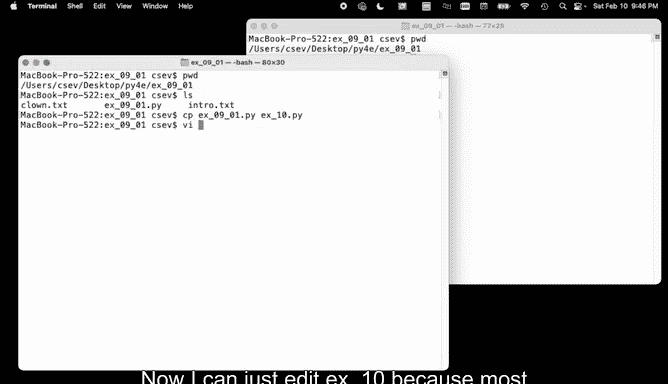 Terminal Shell Edit View Window Help
Sat Feb 10 9:46 PM
ex_09_01 — -bash — 77×25
MacBook-Pro-522:ex_09_01 csev$ pwd
/Users/csev/Desktop/py4e/ex_09_01
ex_09_01 — -bash — 80×30
MacBook-Pro-522:ex_09_01 csev$ pwd
/Users/csev/Desktop/py4e/ex_09_01
MacBook-Pro-522:ex_09_01 csev$ ls
clown.txt ex_09_01.py intro.txt
MacBook-Pro-522:ex_09_01 csev$ cp ex_09_01.py ex_10.py
MacBook-Pro-522:ex_09_01 csev$ vi
Now I can just edit ex_10 because most